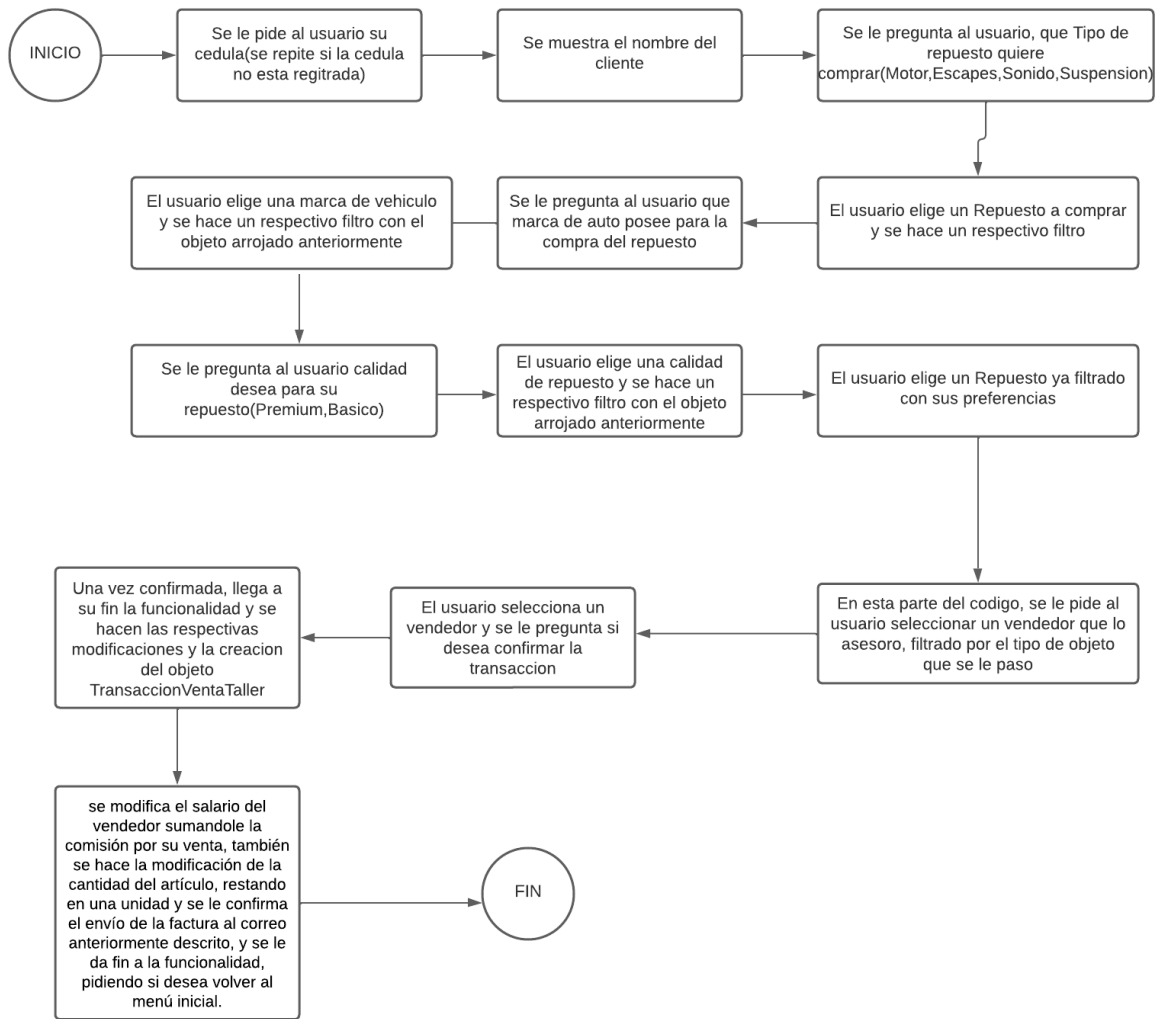 INICIO
Se le pide al usuario su
cedula(se repite si la cedula
no esta regitrada)
Se muestra el nombre del
cliente
Se le pregunta al usuario, que Tipo de
repuesto quiere
comprar(Motor,Escapes,Sonido,Suspension)
El usuario elige un Repuesto a comprar
y se hace un respectivo filtro
Se le pregunta al usuario que
marca de auto posee para la
compra del repuesto
El usuario elige una marca de vehiculo
y se hace un respectivo filtro con el
objeto arrojado anteriormente
Se le pregunta al usuario calidad
desea para su
repuesto(Premium,Basico)
El usuario elige una calidad
de repuesto y se hace un
respectivo filtro con el objeto
arrojado anteriormente
El usuario elige un Repuesto ya filtrado
con sus preferencias
En esta parte del codigo, se le pide al
usuario seleccionar un vendedor que lo
asesoro, filtrado por el tipo de objeto
que se le paso
El usuario selecciona un
vendedor y se le pregunta si
desea confirmar la
transaccion
Una vez confirmada, llega a
su fin la funcionalidad y se
hacen las respectivas
modificaciones y la creacion
del objeto
TransaccionVentaTaller
se modifica el salario del
vendedor sumandole la
comisión por su venta, también
se hace la modificación de la
cantidad del artículo, restando
en una unidad y se le confirma
el envío de la factura al correo
anteriormente descrito, y se le
da fin a la funcionalidad,
pidiendo si desea volver al
menú inicial.
FIN